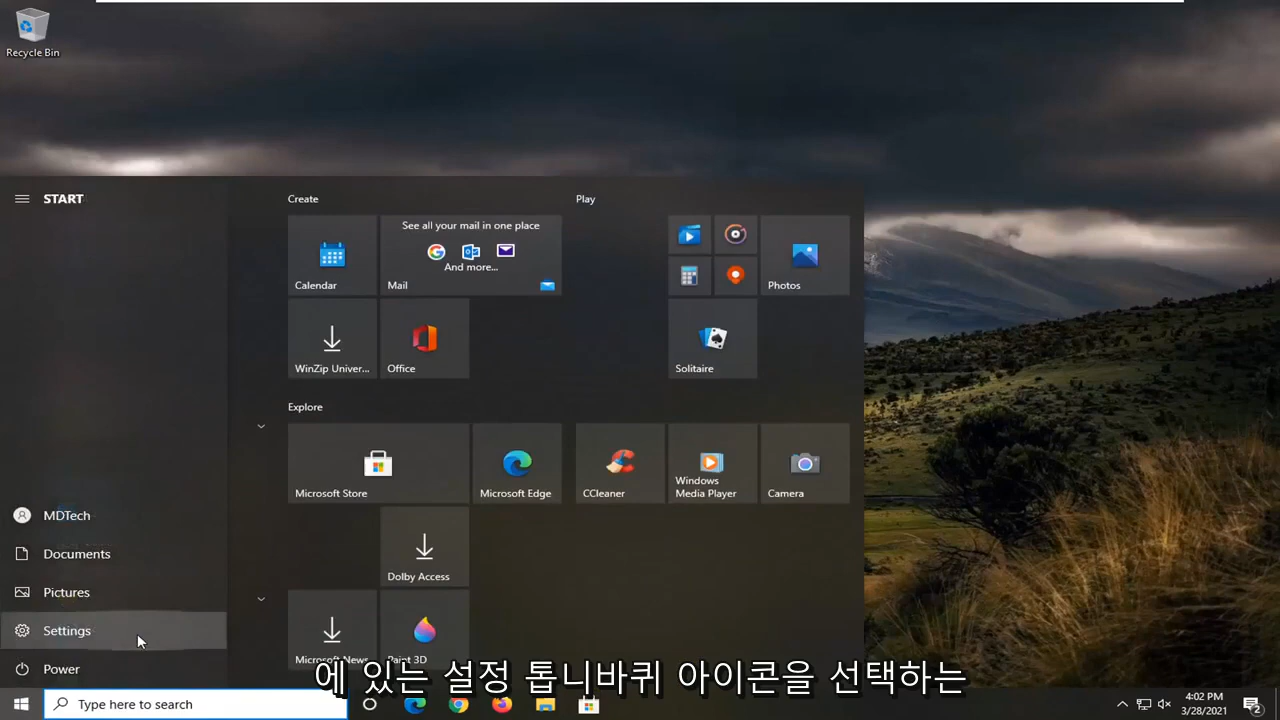 Recycle Bin
START
Create
Play
See all your mail in one place
And more...
Calendar
Mail
Photos
WinZip Univer...
Office
Solitaire
Explore
Microsoft Store
Microsoft Edge
CCleaner
Windows
Media Player
Camera
MDTech
Documents
Dolby Access
Pictures
Settings
Microsoft News
Paint 3D
Power
에 있는 설정 톱니바퀴 아이콘을 선택하는
Type here to search
4:02 PM
3/28/2021
2